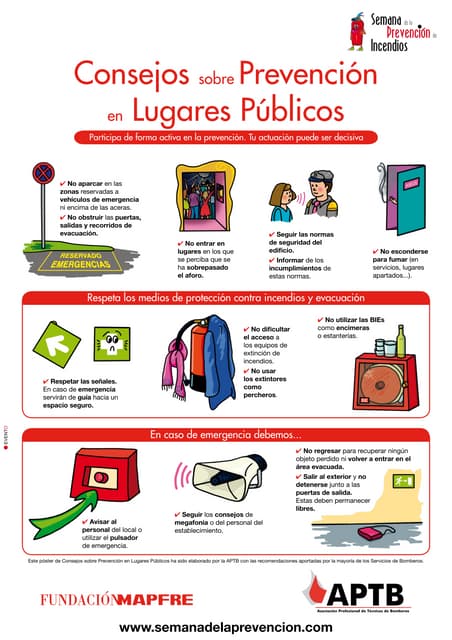 Semana de la
Prevención de
Incendios
Consejos sobre Prevención
en Lugares Públicos
Participa de forma activa en la prevención. Tu actuación puede ser decisiva
✔ No aparcar en las
zonas reservadas a
vehículos de emergencia
ni encima de las aceras.
✔ No obstruir las puertas,
salidas y recorridos de
evacuación.
RESERVADO
EMERGENCIAS
✔ No entrar en
lugares en los que
se perciba que se
ha sobrepasado
el aforo.
✔ Seguir las normas
de seguridad del
edificio.
✔ Informar de los
incumplimientos de
estas normas.
✔ No esconderse
para fumar (en
servicios, lugares
apartados...).
Respeta los medios de protección contra incendios y evacuación
✔ Respetar las señales.
En caso de emergencia
servirán de guía hacia un
espacio seguro.
✔ No dificultar
el acceso a
los equipos de
extinción de
incendios.
✔ No usar
los extintores
como
percheros.
✔ No utilizar las BIEs
como encimeras
o estanterías.
En caso de emergencia debemos...
✔ Avisar al
personal del local o
utilizar el pulsador
de emergencia.
✔ Seguir los consejos de
megafonía o del personal del
establecimiento.
✔ No regresar para recuperar ningún
objeto perdido ni volver a entrar en el
área evacuada.
✔ Salir al exterior y no
detenerse junto a las
puertas de salida.
Estas deben permanecer
libres.
EVENTO
Este póster de Consejos sobre Prevención en Lugares Públicos ha sido elaborado por la APTB con las recomendaciones aportadas por la mayoría de los Servicios de Bomberos.
FUNDACIÓN MAPFRE
APTB
Asociación Profesional de Técnicos de Bomberos
www.semanadelaprevencion.com